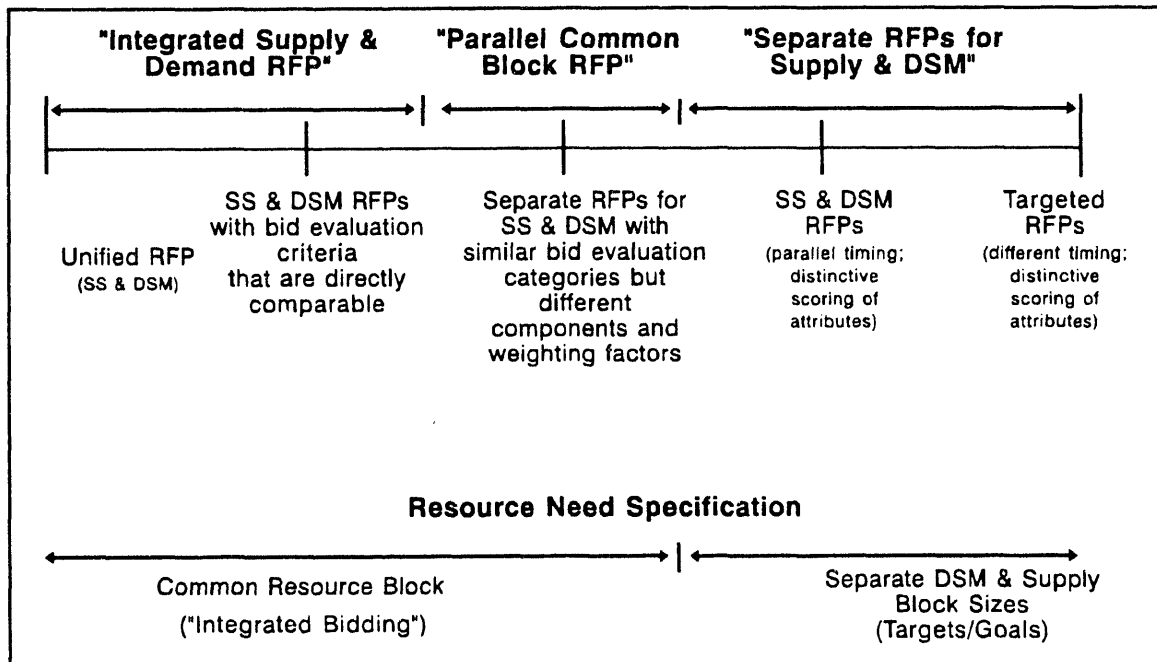 "Integrated Supply &
Demand RFP"
"Parallel Common
Block RFP"
"Separate RFPs for
Supply & DSM"
Unified RFP
(SS & DSM)
SS & DSM RFPs
with bid evaluation
criteria
that are directly
comparable
Separate RFPs for
SS & DSM with
similar bid evaluation
categories but
different
components and
weighting factors
SS & DSM
RFPs
(parallel timing;
distinctive
scoring of
attributes)
Targeted
RFPs
(different timing;
distinctive
scoring of
attributes)
Resource Need Specification
Common Resource Block
("Integrated Bidding")
Separate DSM & Supply
Block Sizes
(Targets/Goals)